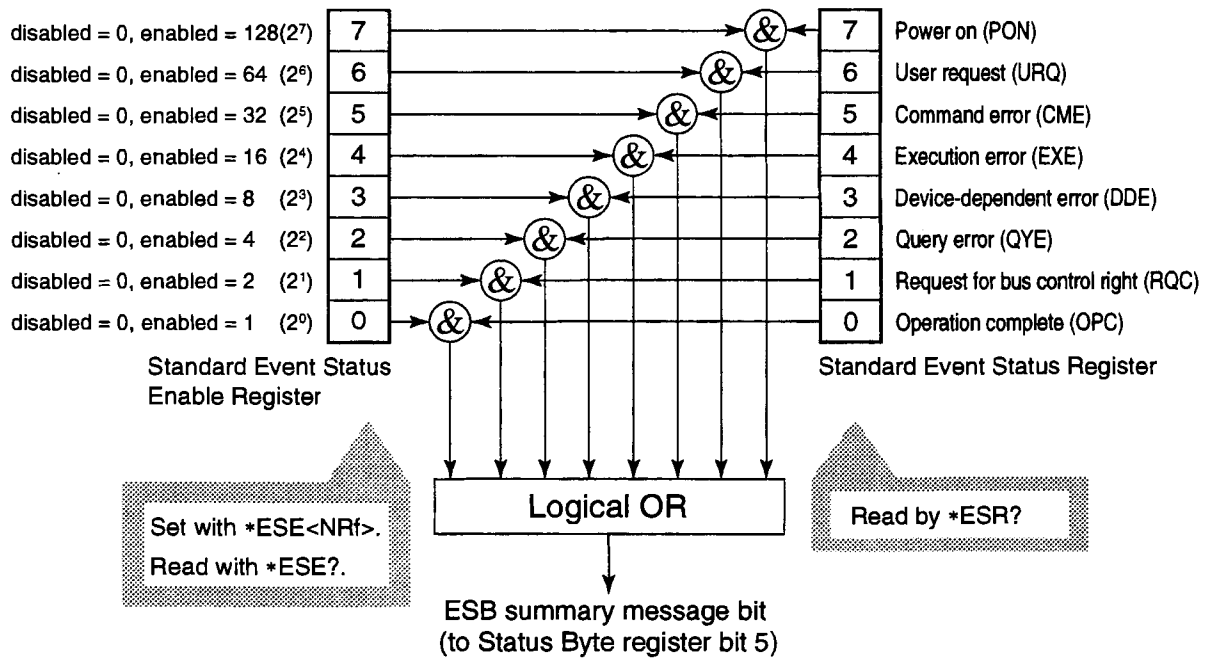 disabled = 0, enabled = 128(2⁷) 7 & 7 Power on (PON)
disabled = 0, enabled = 64 (2⁶) 6 & 6 User request (URQ)
disabled = 0, enabled = 32 (2⁵) 5 & 5 Command error (CME)
disabled = 0, enabled = 16 (2⁴) 4 & 4 Execution error (EXE)
disabled = 0, enabled = 8 (2³) 3 & 3 Device-dependent error (DDE)
disabled = 0, enabled = 4 (2²) 2 & 2 Query error (QYE)
disabled = 0, enabled = 2 (2¹) 1 & 1 Request for bus control right (RQC)
disabled = 0, enabled = 1 (2⁰) 0 & 0 Operation complete (OPC)
Standard Event Status
Enable Register
Standard Event Status Register
Set with *ESE<NRf>.
Read with *ESE?.
Logical OR
Read by *ESR?
ESB summary message bit
(to Status Byte register bit 5)